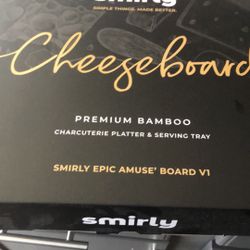 smirly
SIMPLE THINGS. MADE BETTER.
Cheeseboard
PREMIUM BAMBOO
CHARCUTERIE PLATTER & SERVING TRAY
SMIRLY EPIC AMUSE' BOARD V1
smirly